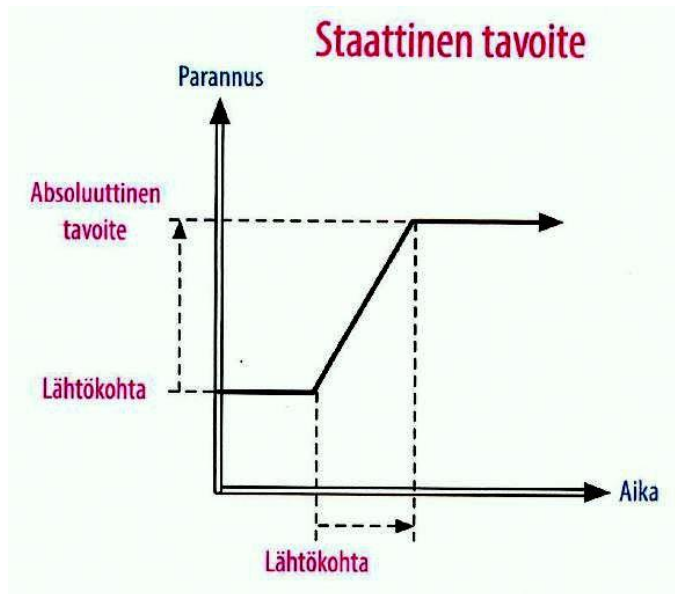 Staattinen tavoite
Parannus
Absoluuttinen
tavoite
Lähtökohta
Aika
Lähtökohta